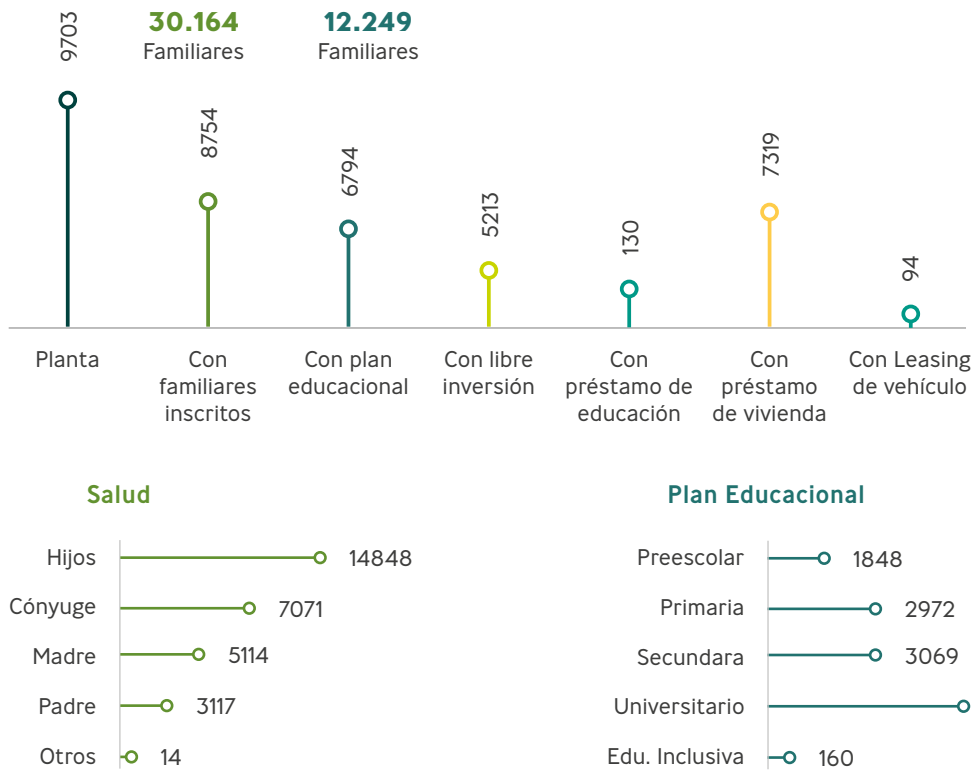 9703
30.164
Familiares
12.249
Familiares
8754
6794
5213
130
7319
94
Planta
Con
familiares
inscritos
Con plan
educacional
Con libre
inversión
Con
préstamo de
educación
Con
préstamo
de vivienda
Con Leasing
de vehículo
Salud
Hijos 14848
Cónyuge 7071
Madre 5114
Padre 3117
Otros 14
Plan Educacional
Preescolar 1848
Primaria 2972
Secundara 3069
Universitario
Edu. Inclusiva 160